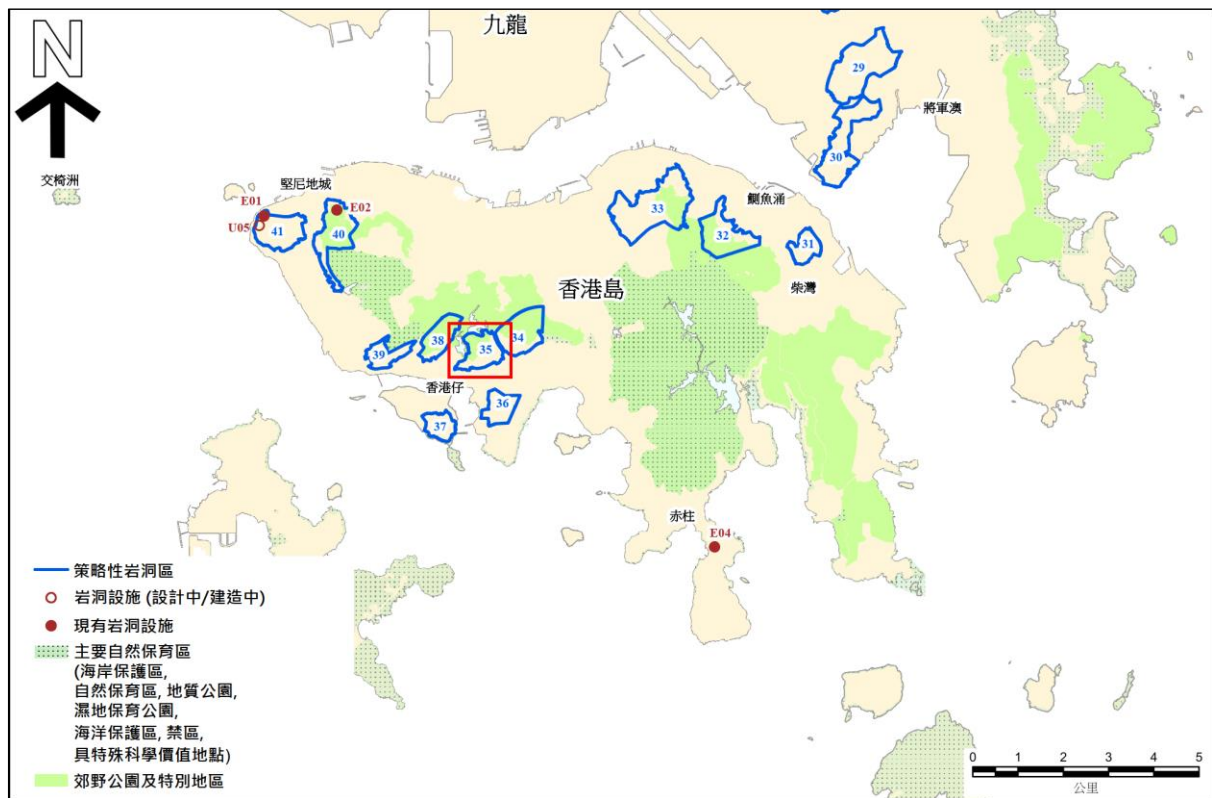 九龍
N
29
將軍澳
30
交椅洲
堅尼地城
E01
E02
U05
41
40
33
鰂魚涌
32
31
柴灣
香港島
38
35
34
39
香港仔
36
37
赤柱
E04
策略性岩洞區
岩洞設施 (設計中/建造中)
現有岩洞設施
主要自然保育區
(海岸保護區,
自然保育區, 地質公園,
濕地保育公園,
海洋保護區, 禁區,
具特殊科學價值地點)
郊野公園及特別地區
0 1 2 3 4 5
公里